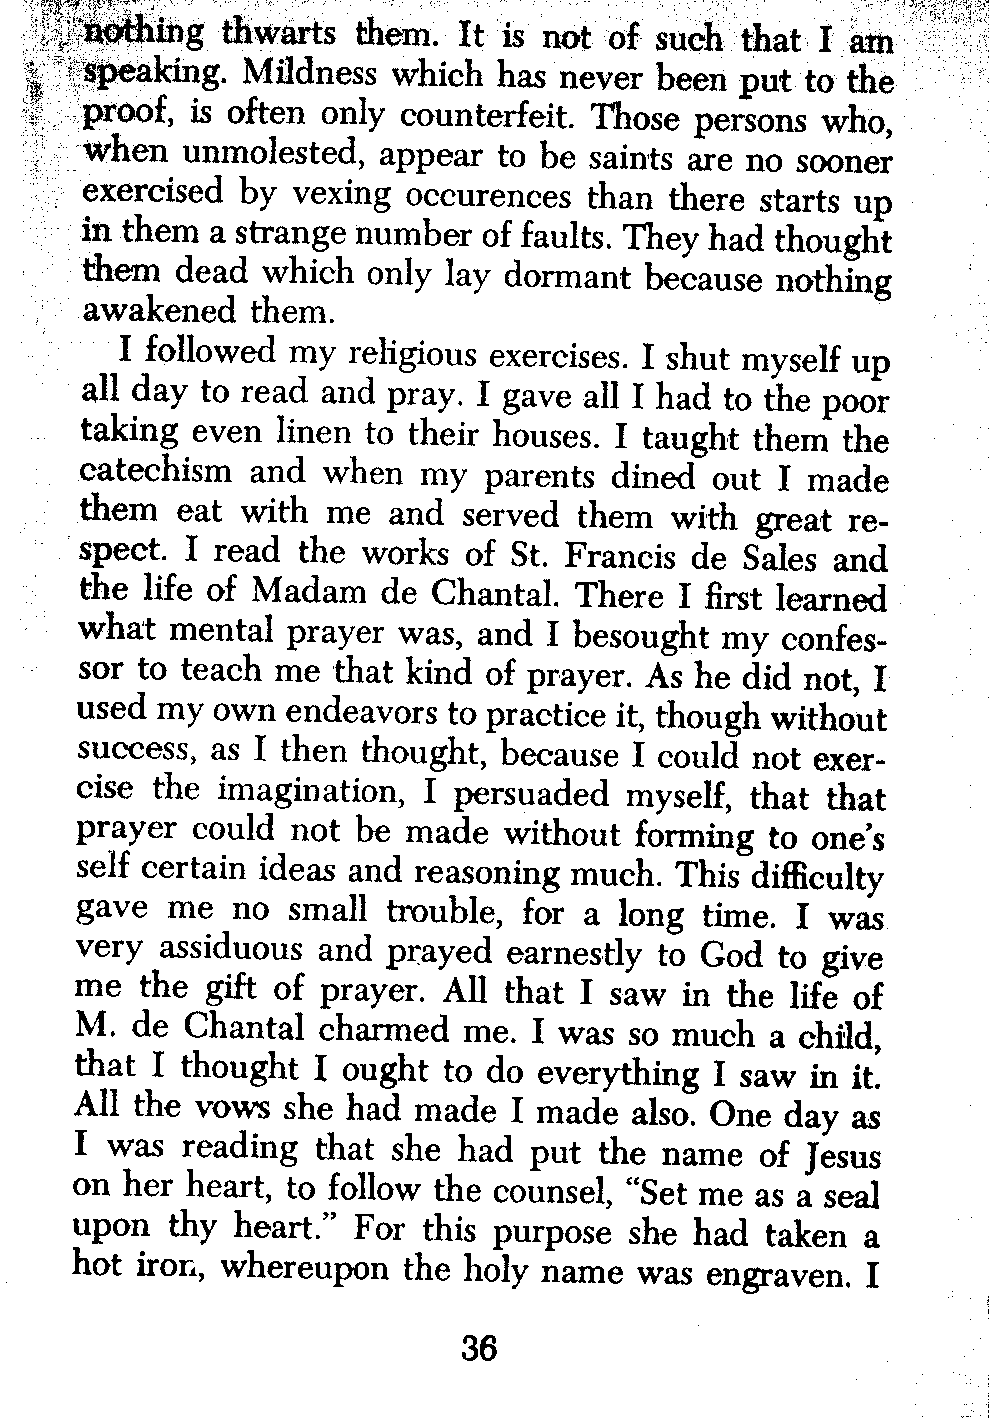 nothing thwarts them. It is not of such that I am
speaking. Mildness which has never been put to the
proof, is often only counterfeit. Those persons who,
when unmolested, appear to be saints are no sooner
exercised by vexing occurences than there starts up
in them a strange number of faults. They had thought
them dead which only lay dormant because nothing
awakened them.
I followed my religious exercises. I shut myself up
all day to read and pray. I gave all I had to the poor
taking even linen to their houses. I taught them the
catechism and when my parents dined out I made
them eat with me and served them with great re-
spect. I read the works of St. Francis de Sales and
the life of Madam de Chantal. There I first learned
what mental prayer was, and I besought my confes-
sor to teach me that kind of prayer. As he did not, I
used my own endeavors to practice it, though without
success, as I then thought, because I could not exer-
cise the imagination, I persuaded myself, that that
prayer could not be made without forming to one's
self certain ideas and reasoning much. This difficulty
gave me no small trouble, for a long time. I was
very assiduous and prayed earnestly to God to give
me the gift of prayer. All that I saw in the life of
M. de Chantal charmed me. I was so much a child,
that I thought I ought to do everything I saw in it.
All the vows she had made I made also. One day as
I was reading that she had put the name of Jesus
on her heart, to follow the counsel, “Set me as a seal
upon thy heart.” For this purpose she had taken a
hot iron, whereupon the holy name was engraven. I
36